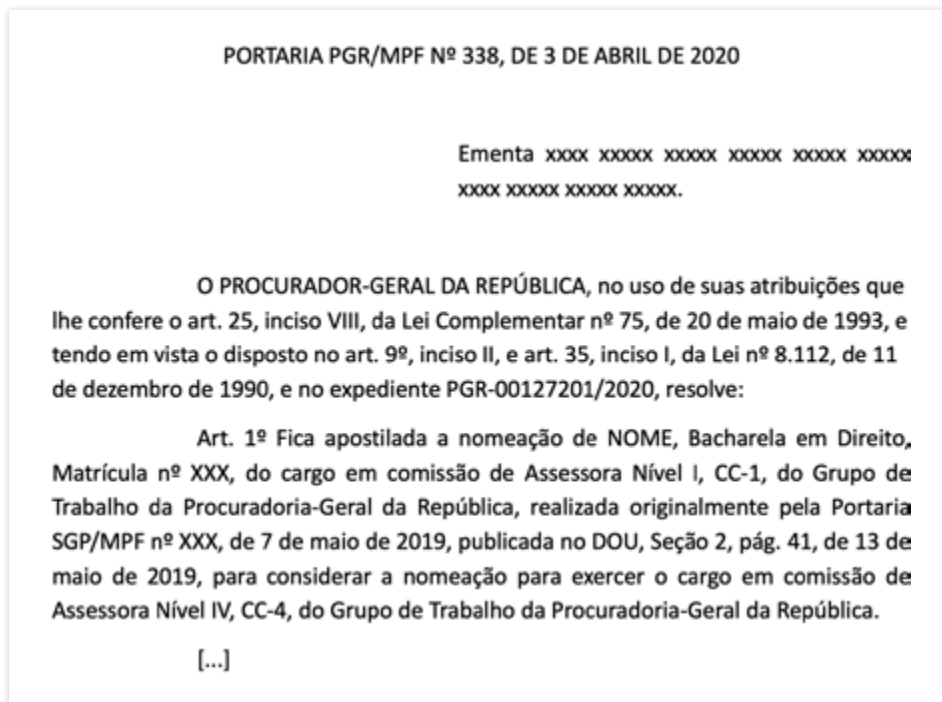 PORTARIA PGR/MPF Nº 338, DE 3 DE ABRIL DE 2020
Ementa xxxx xxxxx xxxxx xxxxx xxxxx xxxxx
xxxx xxxxx xxxxx xxxxx.
O PROCURADOR-GERAL DA REPÚBLICA, no uso de suas atribuições que
lhe confere o art. 25, inciso VIII, da Lei Complementar nº 75, de 20 de maio de 1993, e
tendo em vista o disposto no art. 9º, inciso II, e art. 35, inciso I, da Lei nº 8.112, de 11
de dezembro de 1990, e no expediente PGR-00127201/2020, resolve:
Art. 1º Fica apostilada a nomeação de NOME, Bacharela em Direito,
Matrícula nº XXX, do cargo em comissão de Assessora Nível I, CC-1, do Grupo de
Trabalho da Procuradoria-Geral da República, realizada originalmente pela Portaria
SGP/MPF nº XXX, de 7 de maio de 2019, publicada no DOU, Seção 2, pág. 41, de 13 de
maio de 2019, para considerar a nomeação para exercer o cargo em comissão de
Assessora Nível IV, CC-4, do Grupo de Trabalho da Procuradoria-Geral da República.
[...]